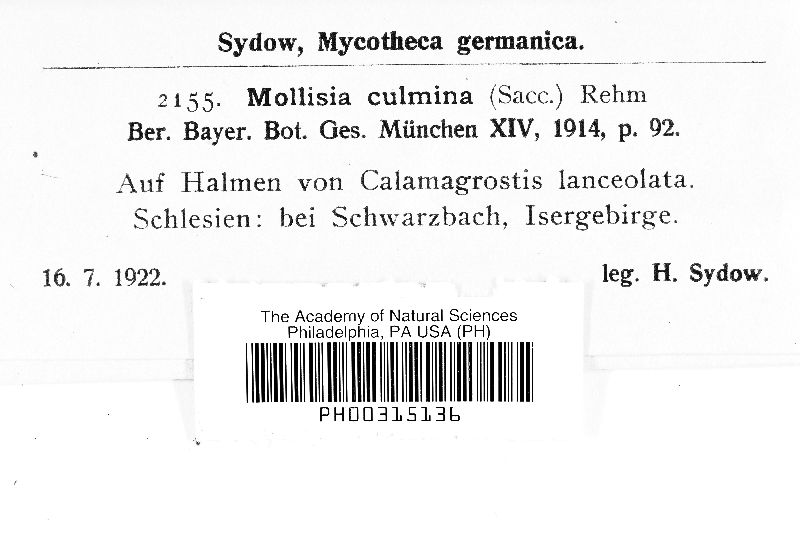 Sydow, Mycotheca germanica.
2155. Mollisia culmina (Sacc.) Rehm
Ber. Bayer. Bot. Ges. München XIV, 1914, p. 92.
Auf Halmen von Calamagrostis lanceolata.
Schlesien: bei Schwarzbach, Isergebirge.
16. 7. 1922. leg. H. Sydow.
The Academy of Natural Sciences
Philadelphia, PA USA (PH)
PH00315136